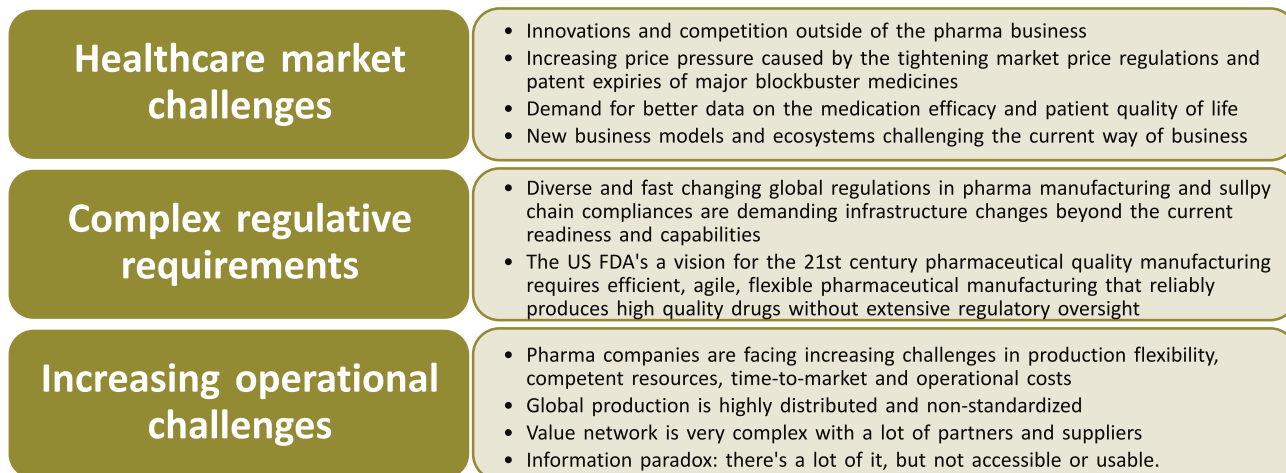 Healthcare market
challenges
• Innovations and competition outside of the pharma business
• Increasing price pressure caused by the tightening market price regulations and
patent expiries of major blockbuster medicines
• Demand for better data on the medication efficacy and patient quality of life
• New business models and ecosystems challenging the current way of business
Complex regulative
requirements
• Diverse and fast changing global regulations in pharma manufacturing and sullpy
chain compliances are demanding infrastructure changes beyond the current
readiness and capabilities
• The US FDA's a vision for the 21st century pharmaceutical quality manufacturing
requires efficient, agile, flexible pharmaceutical manufacturing that reliably
produces high quality drugs without extensive regulatory oversight
Increasing operational
challenges
• Pharma companies are facing increasing challenges in production flexibility,
competent resources, time-to-market and operational costs
• Global production is highly distributed and non-standardized
• Value network is very complex with a lot of partners and suppliers
• Information paradox: there's a lot of it, but not accessible or usable.